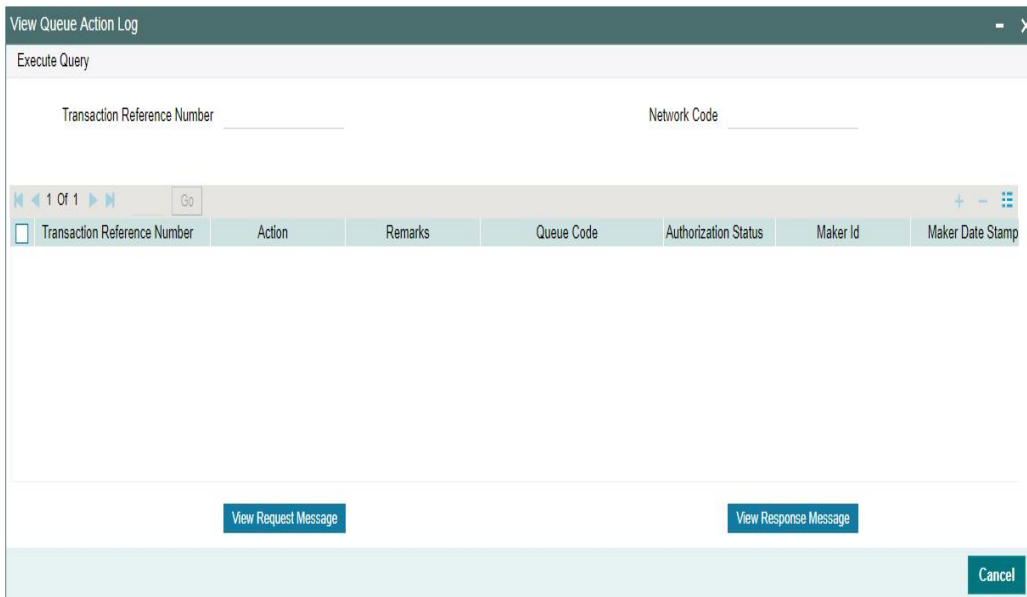 View Queue Action Log
Execute Query
Transaction Reference Number
Network Code
1 Of 1
Go
Transaction Reference Number Action Remarks Queue Code Authorization Status Maker Id Maker Date Stamp
View Request Message
View Response Message
Cancel